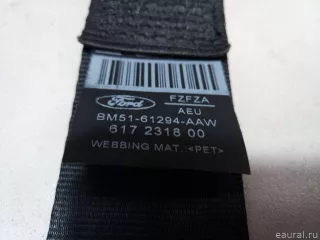 Ford
FZFZA
AEU
BM51-61294-AAW
617 2318 00
WEBBING MAT.: <PET>
© eaural.ru